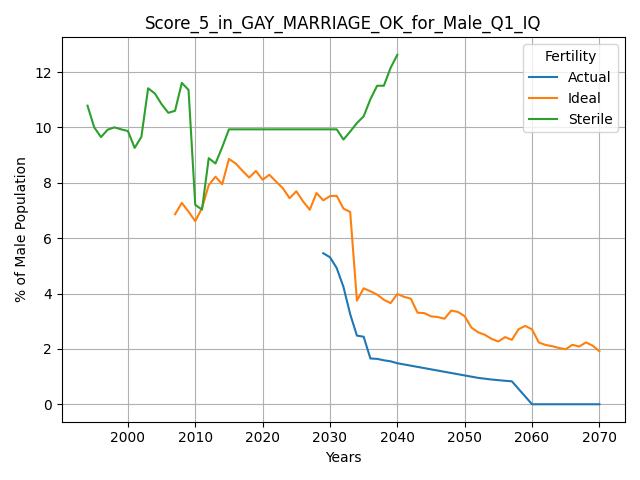 Score_5_in_GAY_MARRIAGE_OK_for_Male_Q1_IQ
Fertility
Actual
Ideal
Sterile
% of Male Population
12
10
8
6
4
2
0
2000 2010 2020 2030 2040 2050 2060 2070
Years